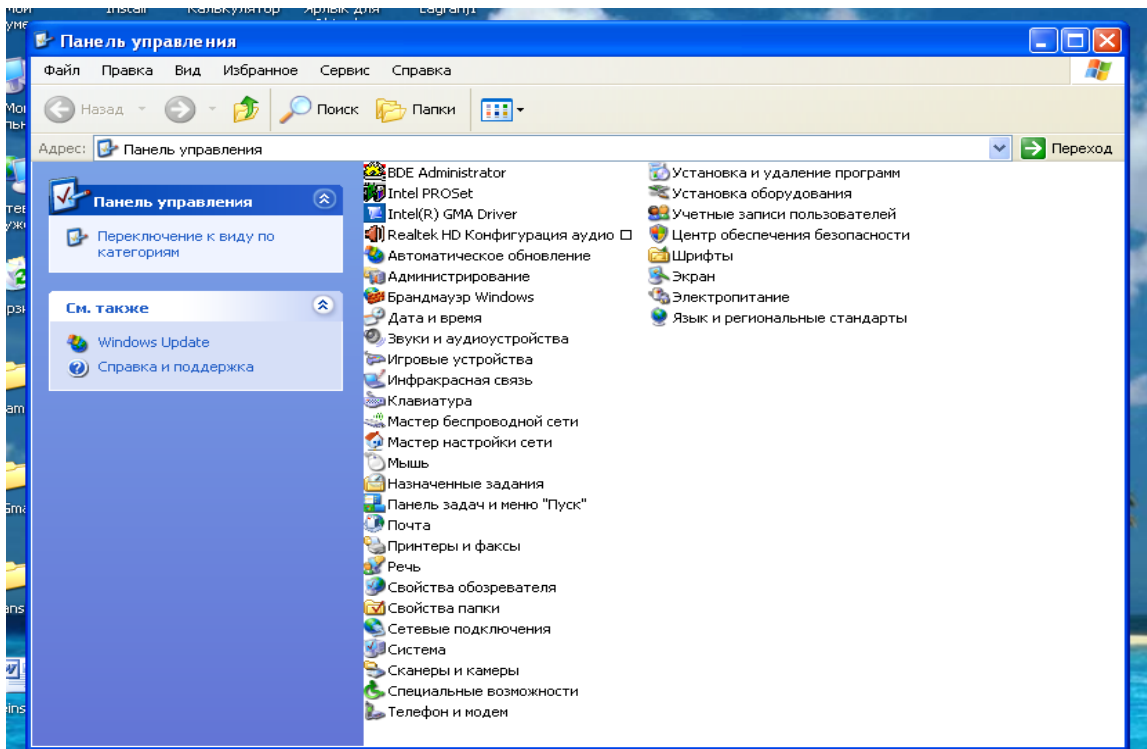 Install Калькулятор Ярлык для
Панель управления
Файл Правка Вид Избранное Сервис Справка
Назад Поиск Папки
Адрес: Панель управления Переход
Панель управления
Переключение к виду по
категориям
См. также
Windows Update
Справка и поддержка
BDE Administrator
Intel PROSet
Intel(R) GMA Driver
Realtek HD Конфигурация аудио □
Автоматическое обновление
Администрирование
Брандмауэр Windows
Дата и время
Звуки и аудиоустройства
Игровые устройства
Инфракрасная связь
Клавиатура
Мастер беспроводной сети
Мастер настройки сети
Мышь
Назначенные задания
Панель задач и меню "Пуск"
Почта
Принтеры и факсы
Речь
Свойства обозревателя
Свойства папки
Сетевые подключения
Система
Сканеры и камеры
Специальные возможности
Телефон и модем
Установка и удаление программ
Установка оборудования
Учетные записи пользователей
Центр обеспечения безопасности
Шрифты
Экран
Электропитание
Язык и региональные стандарты